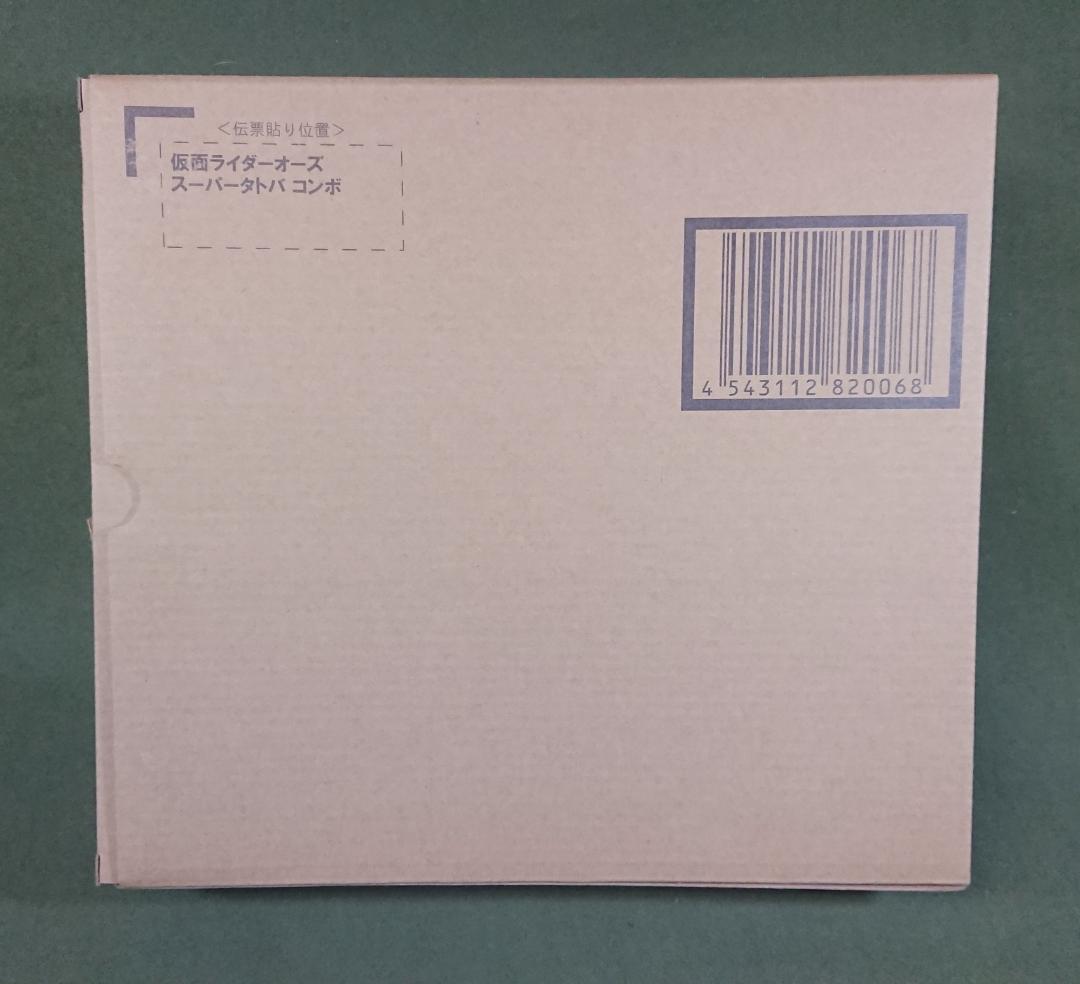 ＜伝票貼り位置＞
仮面ライダーオーズ
スーパータトバ コンボ
4 543112 820068